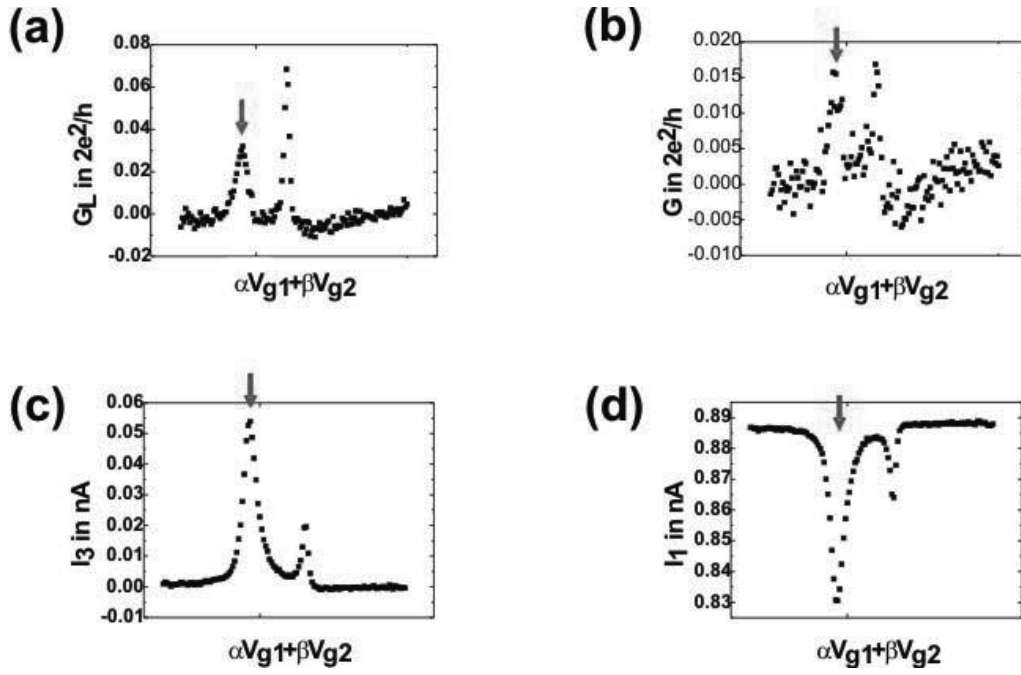 (a)
0.08
0.06
0.04
0.02
0.00
-0.02
GL in 2e2/h
αVg1+βVg2
(b)
0.020
0.015
0.010
0.005
0.000
-0.005
-0.010
G in 2e2/h
αVg1+βVg2
(c)
0.06
0.05
0.04
0.03
0.02
0.01
0.00
-0.01
I3 in nA
αVg1+βVg2
(d)
0.89
0.88
0.87
0.86
0.85
0.84
0.83
I1 in nA
αVg1+βVg2